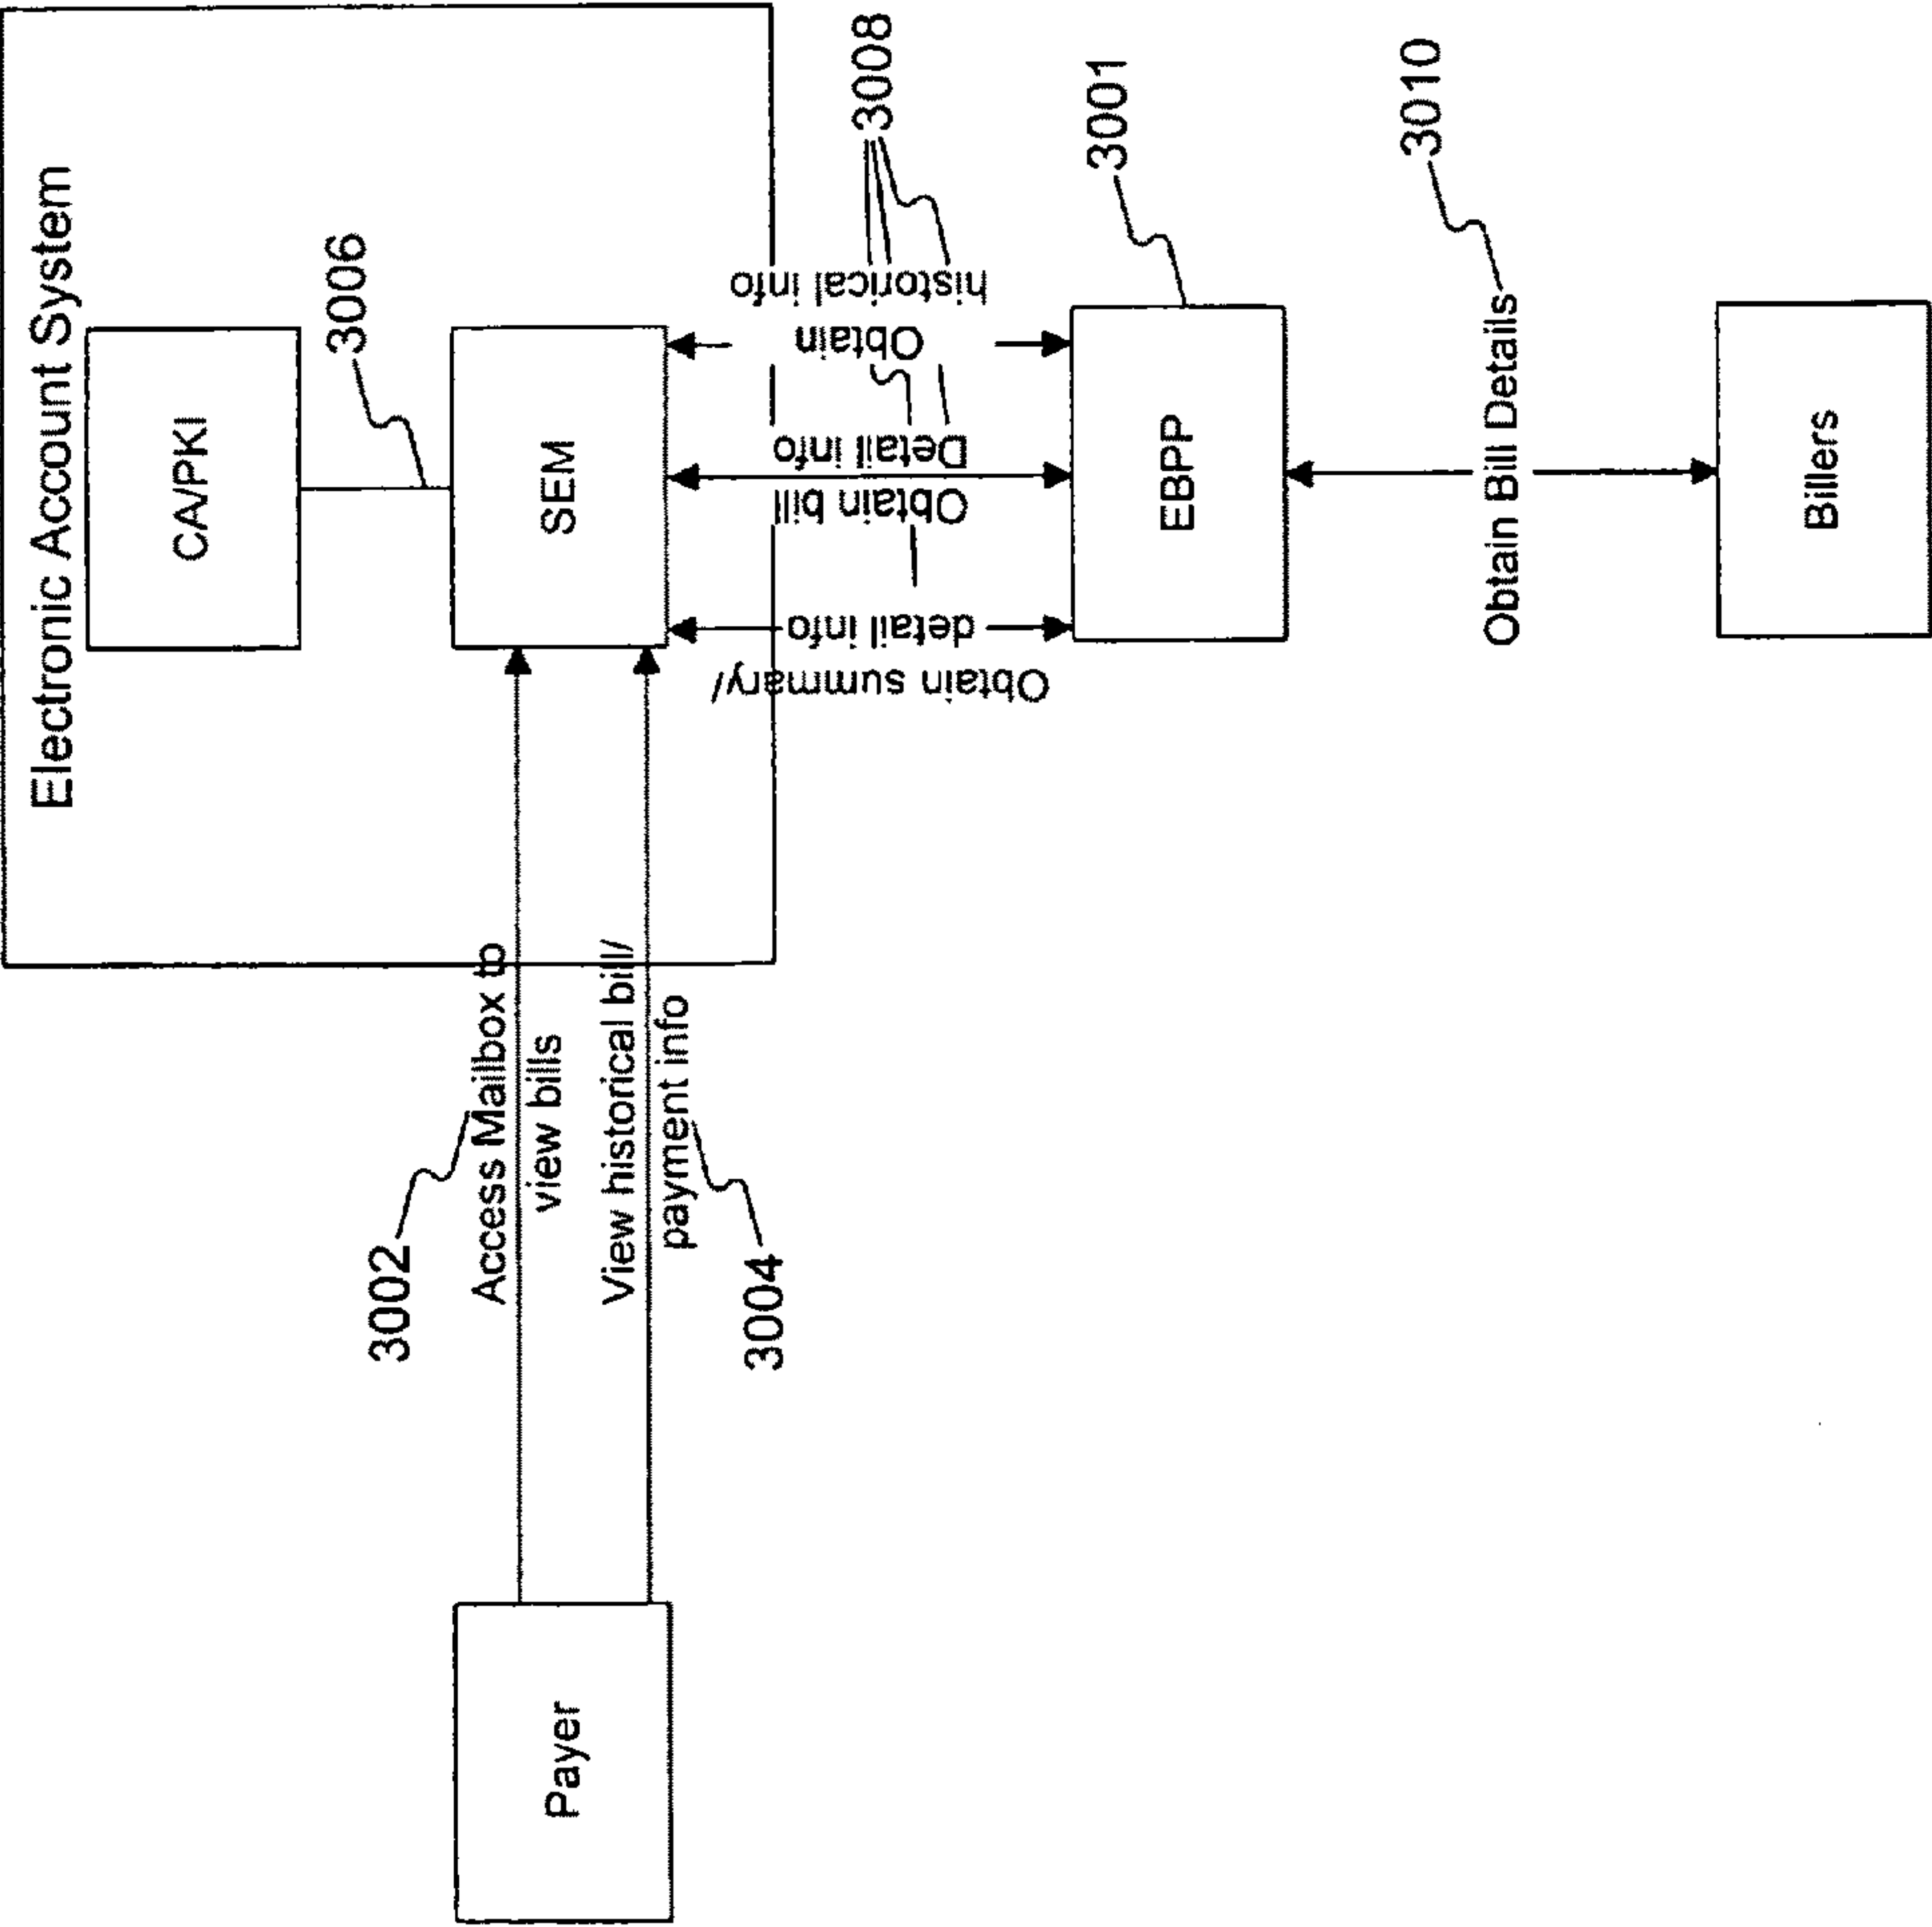 Electronic Account System
CA/PKI
3006
SEM
3002
Access Mailbox to
view bills
View historical bill/
payment info
3004
Payer
Obtain summary/
detail info
Obtain bill
Detail info
Obtain
historical info
3008
EBPP
3001
Obtain Bill Details
3010
Billers